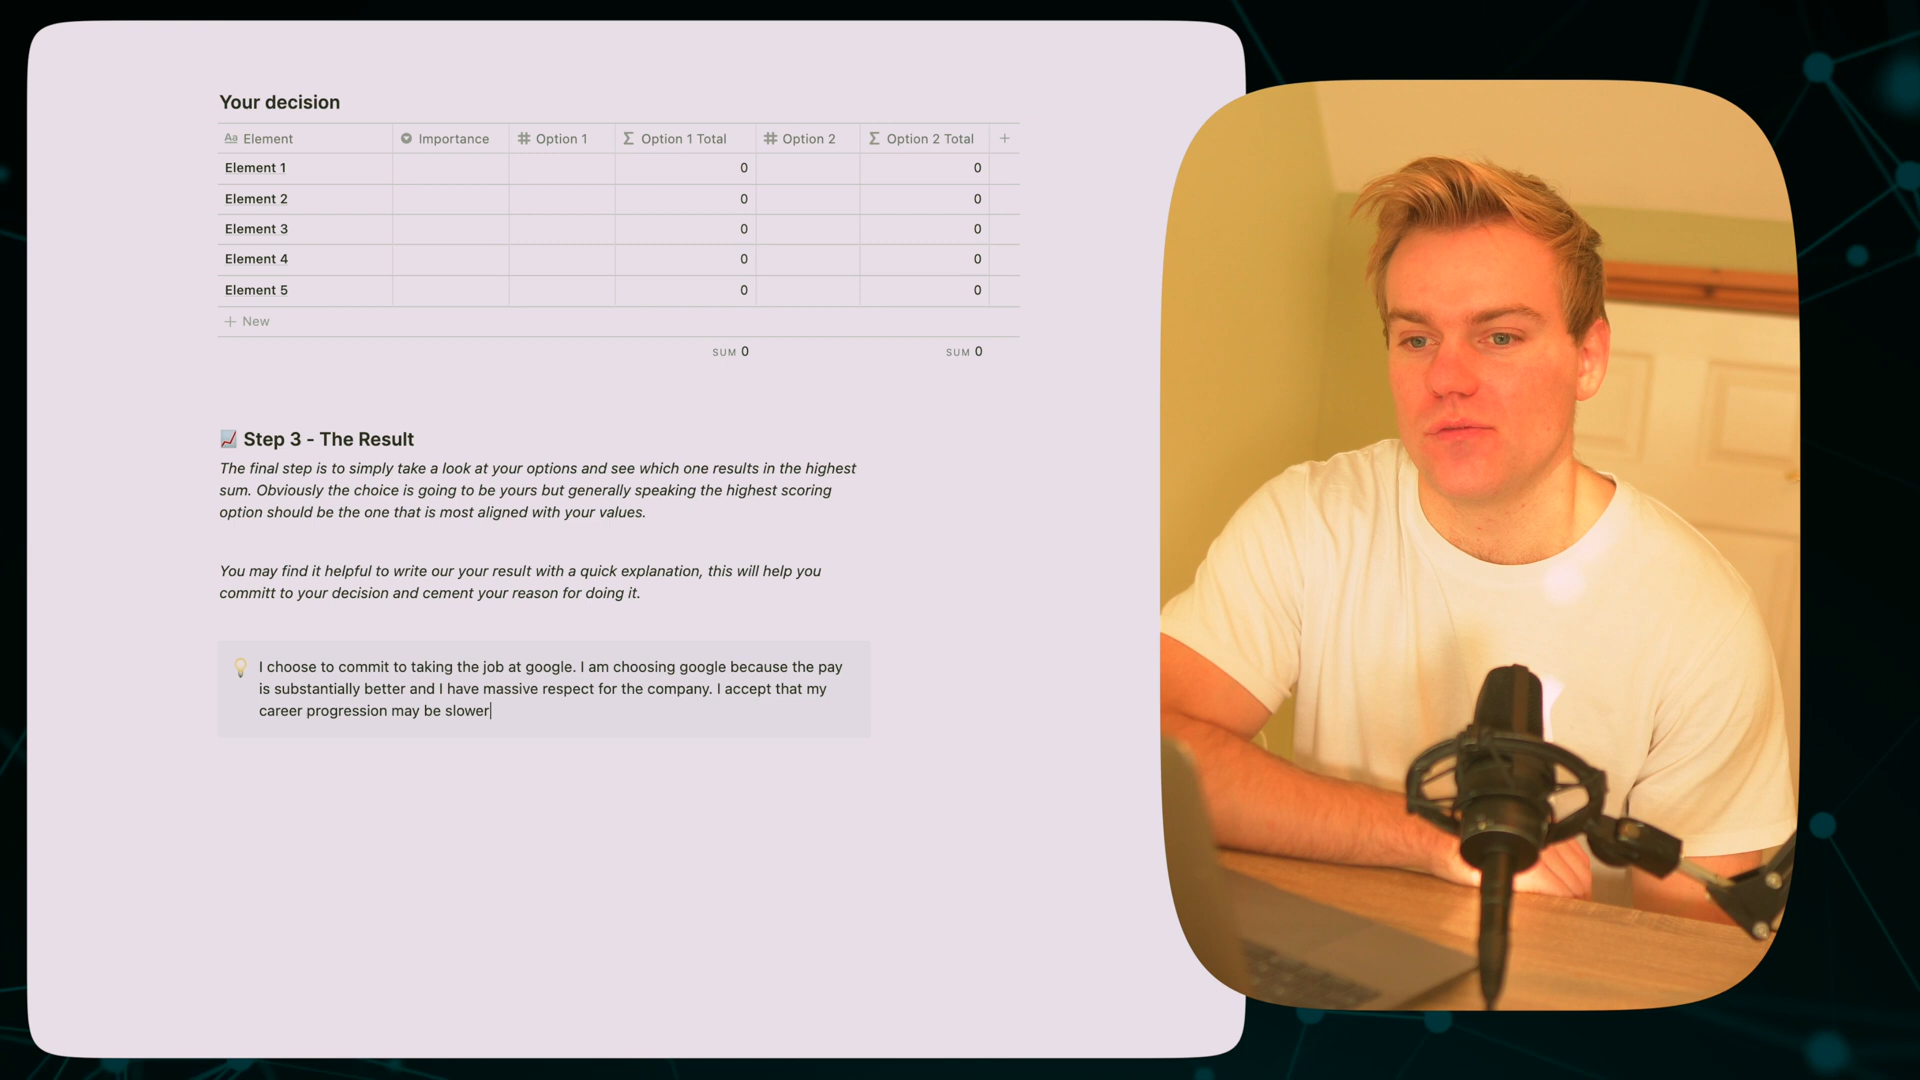 Your decision
Aa Element Importance # Option 1 Σ Option 1 Total # Option 2 Σ Option 2 Total +
Element 1 0 0
Element 2 0 0
Element 3 0 0
Element 4 0 0
Element 5 0 0
+ New
SUM 0 SUM 0
Step 3 - The Result
The final step is to simply take a look at your options and see which one results in the highest
sum. Obviously the choice is going to be yours but generally speaking the highest scoring
option should be the one that is most aligned with your values.
You may find it helpful to write our your result with a quick explanation, this will help you
committ to your decision and cement your reason for doing it.
I choose to commit to taking the job at google. I am choosing google because the pay
is substantially better and I have massive respect for the company. I accept that my
career progression may be slower